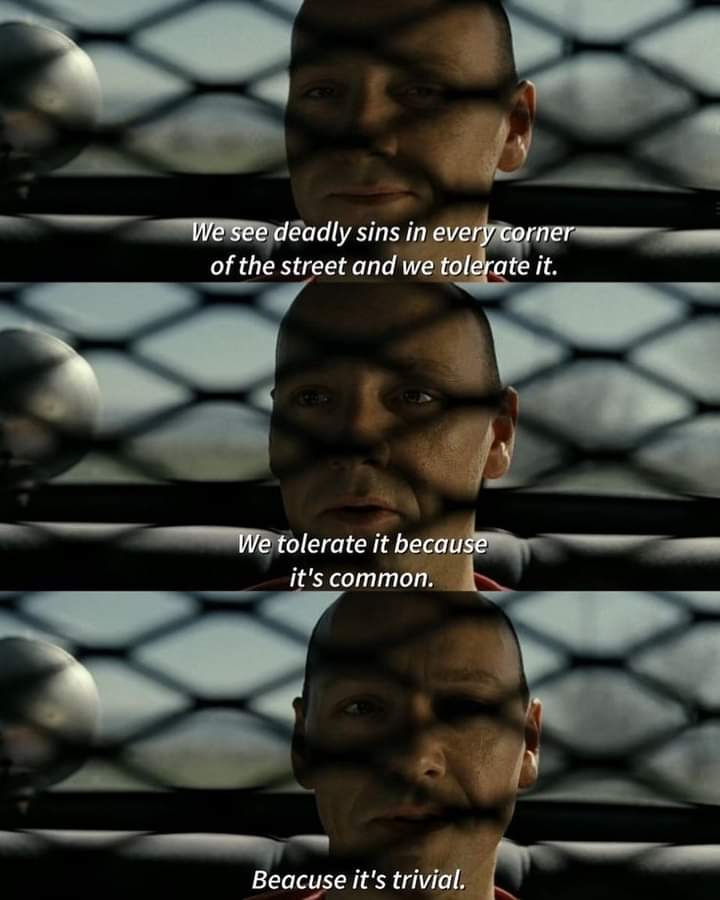 We see deadly sins in every corner
of the street and we tolerate it.
We tolerate it because
it's common.
Beacuse it's trivial.